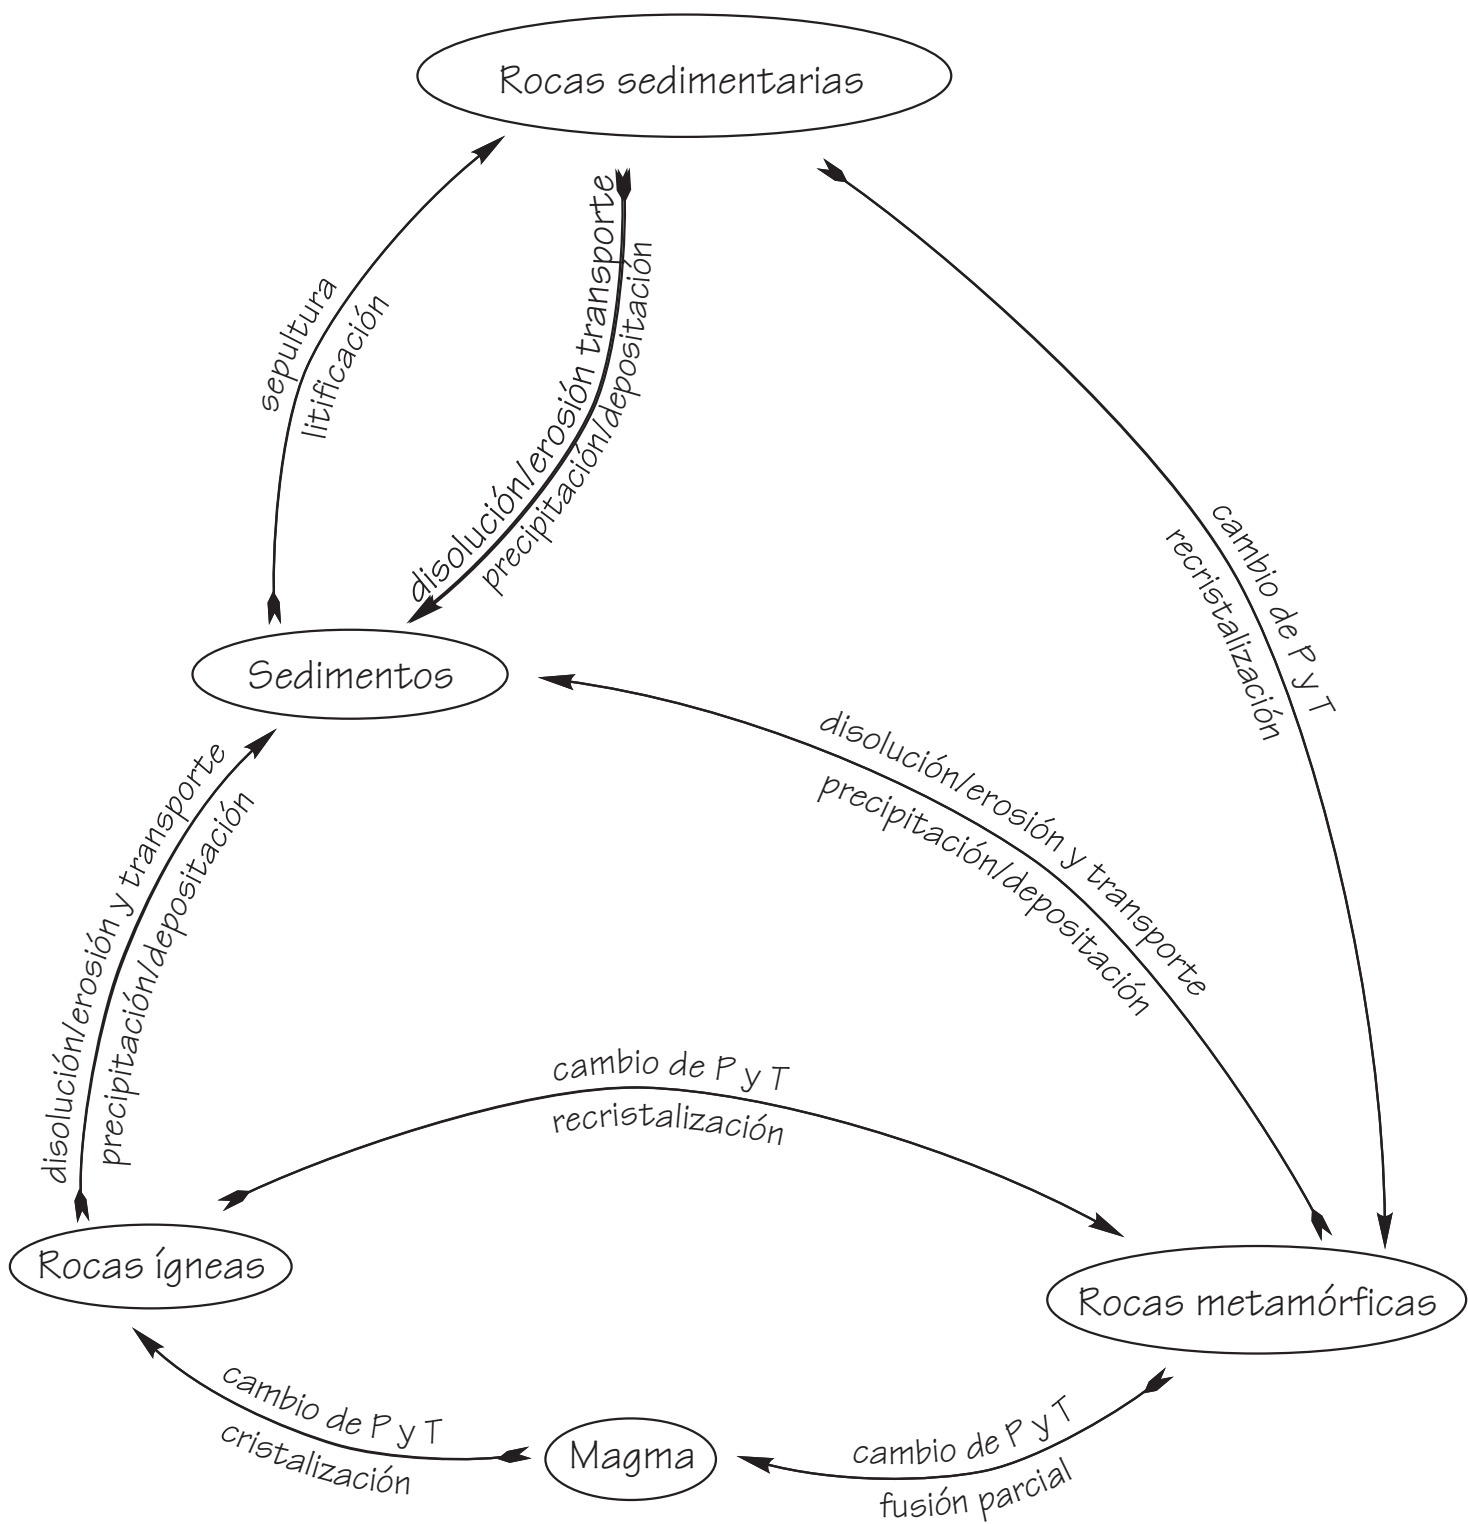 Rocas sedimentarias
sepultura
litificación
disolución/erosión transporte
precipitación/depositación
cambio de P y T
recristalización
Sedimentos
disolución/erosión y transporte
precipitación/depositación
disolución/erosión y transporte
precipitación/depositación
cambio de P y T
recristalización
Rocas ígneas
Rocas metamórficas
cambio de P y T
cristalización
Magma
cambio de P y T
fusión parcial